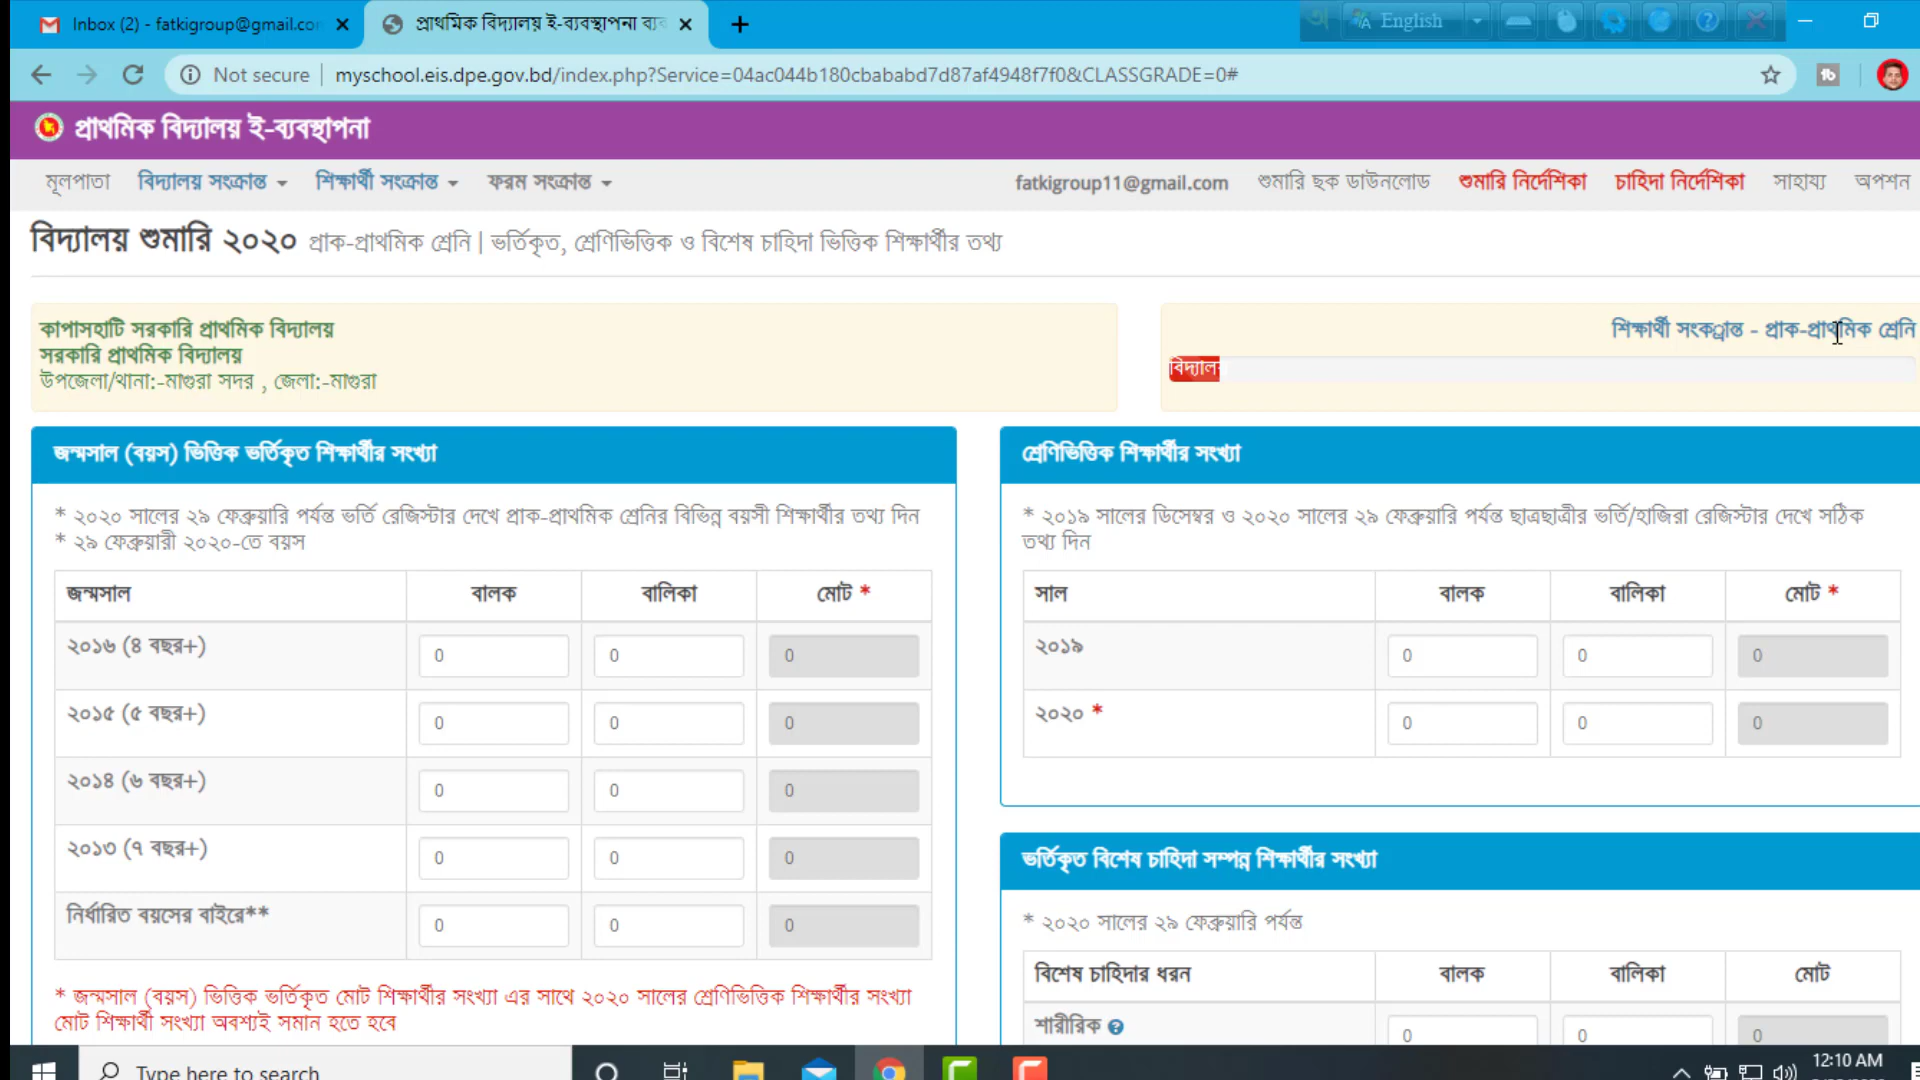 Inbox (2) - fatkigroup@gmail.co
প্রাথমিক বিদ্যালয় ই-ব্যবস্থাপনা
English
Not secure
myschool.eis.dpe.gov.bd/index.php?Service=04ac044b180cbababd7d87af4948f7f0&CLASSGRADE=0#
প্রাথমিক বিদ্যালয় ই-ব্যবস্থাপনা
মূলপাতা বিদ্যালয় সংক্রান্ত শিক্ষার্থী সংক্রান্ত ফরম সংক্রান্ত fatkigroup11@gmail.com শুমারি ছক ডাউনলোড শুমারি নির্দেশিকা চাহিদা নির্দেশিকা সাহায্য অপশন
বিদ্যালয় শুমারি ২০২০ প্রাক-প্রাথমিক শ্রেনি | ভর্তিকৃত, শ্রেণিভিত্তিক ও বিশেষ চাহিদা ভিত্তিক শিক্ষার্থীর তথ্য
কাপাসহাটি সরকারি প্রাথমিক বিদ্যালয়
সরকারি প্রাথমিক বিদ্যালয়
উপজেলা/থানা:-মাগুরা সদর , জেলা:-মাগুরা
শিক্ষার্থী সংক্রান্ত - প্রাক-প্রাথমিক শ্রেনি
জন্মসাল (বয়স) ভিত্তিক ভর্তিকৃত শিক্ষার্থীর সংখ্যা
* ২০২০ সালের ২৯ ফেব্রুয়ারি পর্যন্ত ভর্তি রেজিস্টার দেখে প্রাক-প্রাথমিক শ্রেনির বিভিন্ন বয়সী শিক্ষার্থীর তথ্য দিন
* ২৯ ফেব্রুয়ারী ২০২০-তে বয়স
জন্মসাল বালক বালিকা মোট *
২০১৬ (৪ বছর+) 0 0 0
২০১৫ (৫ বছর+) 0 0 0
২০১৪ (৬ বছর+) 0 0 0
২০১৩ (৭ বছর+) 0 0 0
নির্ধারিত বয়সের বাইরে** 0 0 0
* জন্মসাল (বয়স) ভিত্তিক ভর্তিকৃত মোট শিক্ষার্থীর সংখ্যা এর সাথে ২০২০ সালের শ্রেণিভিত্তিক শিক্ষার্থীর সংখ্যা
মোট শিক্ষার্থী সংখ্যা অবশ্যই সমান হতে হবে
শ্রেণিভিত্তিক শিক্ষার্থীর সংখ্যা
* ২০১৯ সালের ডিসেম্বর ও ২০২০ সালের ২৯ ফেব্রুয়ারি পর্যন্ত ছাত্রছাত্রীর ভর্তি/হাজিরা রেজিস্টার দেখে সঠিক
তথ্য দিন
সাল বালক বালিকা মোট *
২০১৯ 0 0 0
২০২০ * 0 0 0
ভর্তিকৃত বিশেষ চাহিদা সম্পন্ন শিক্ষার্থীর সংখ্যা
* ২০২০ সালের ২৯ ফেব্রুয়ারি পর্যন্ত
বিশেষ চাহিদার ধরন বালক বালিকা মোট
শারীরিক 0 0 0
Type here to search
12:10 AM